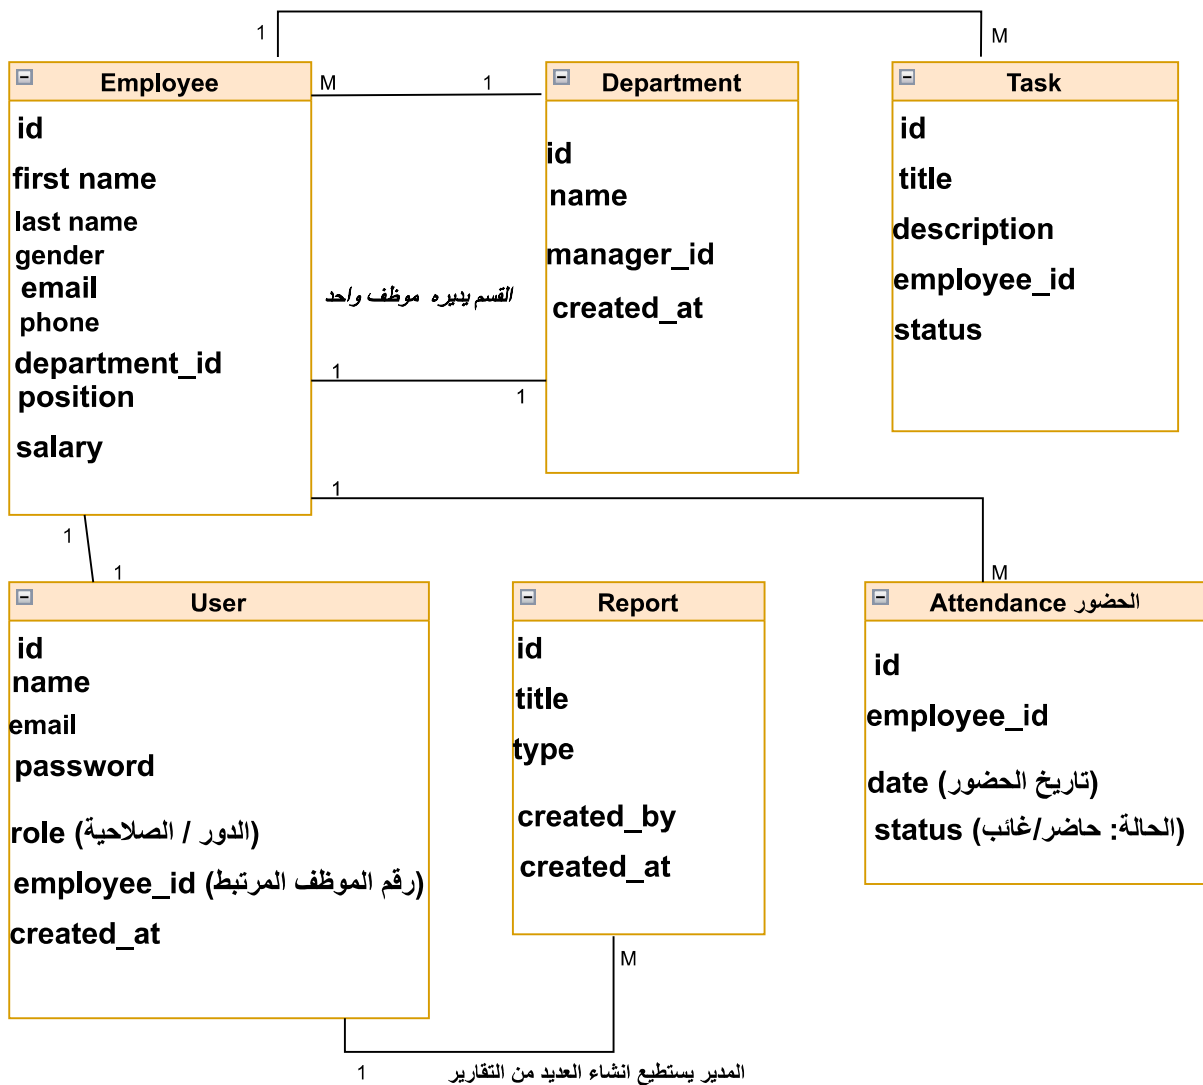 1
M
Employee
M
1
Department
Task
id
first name
last name
gender
email
phone
department_id
position
salary
id
name
manager_id
created_at
id
title
description
employee_id
status
القسم يديره موظف واحد
1
1
1
M
1
1
User
Report
Attendance الحضور
id
name
email
password
role (الدور / الصلاحية)
employee_id (رقم الموظف المرتبط)
created_at
id
title
type
created_by
created_at
id
employee_id
date (تاريخ الحضور)
status (الحالة: حاضر/غائب)
M
1
المدير يستطيع انشاء العديد من التقارير